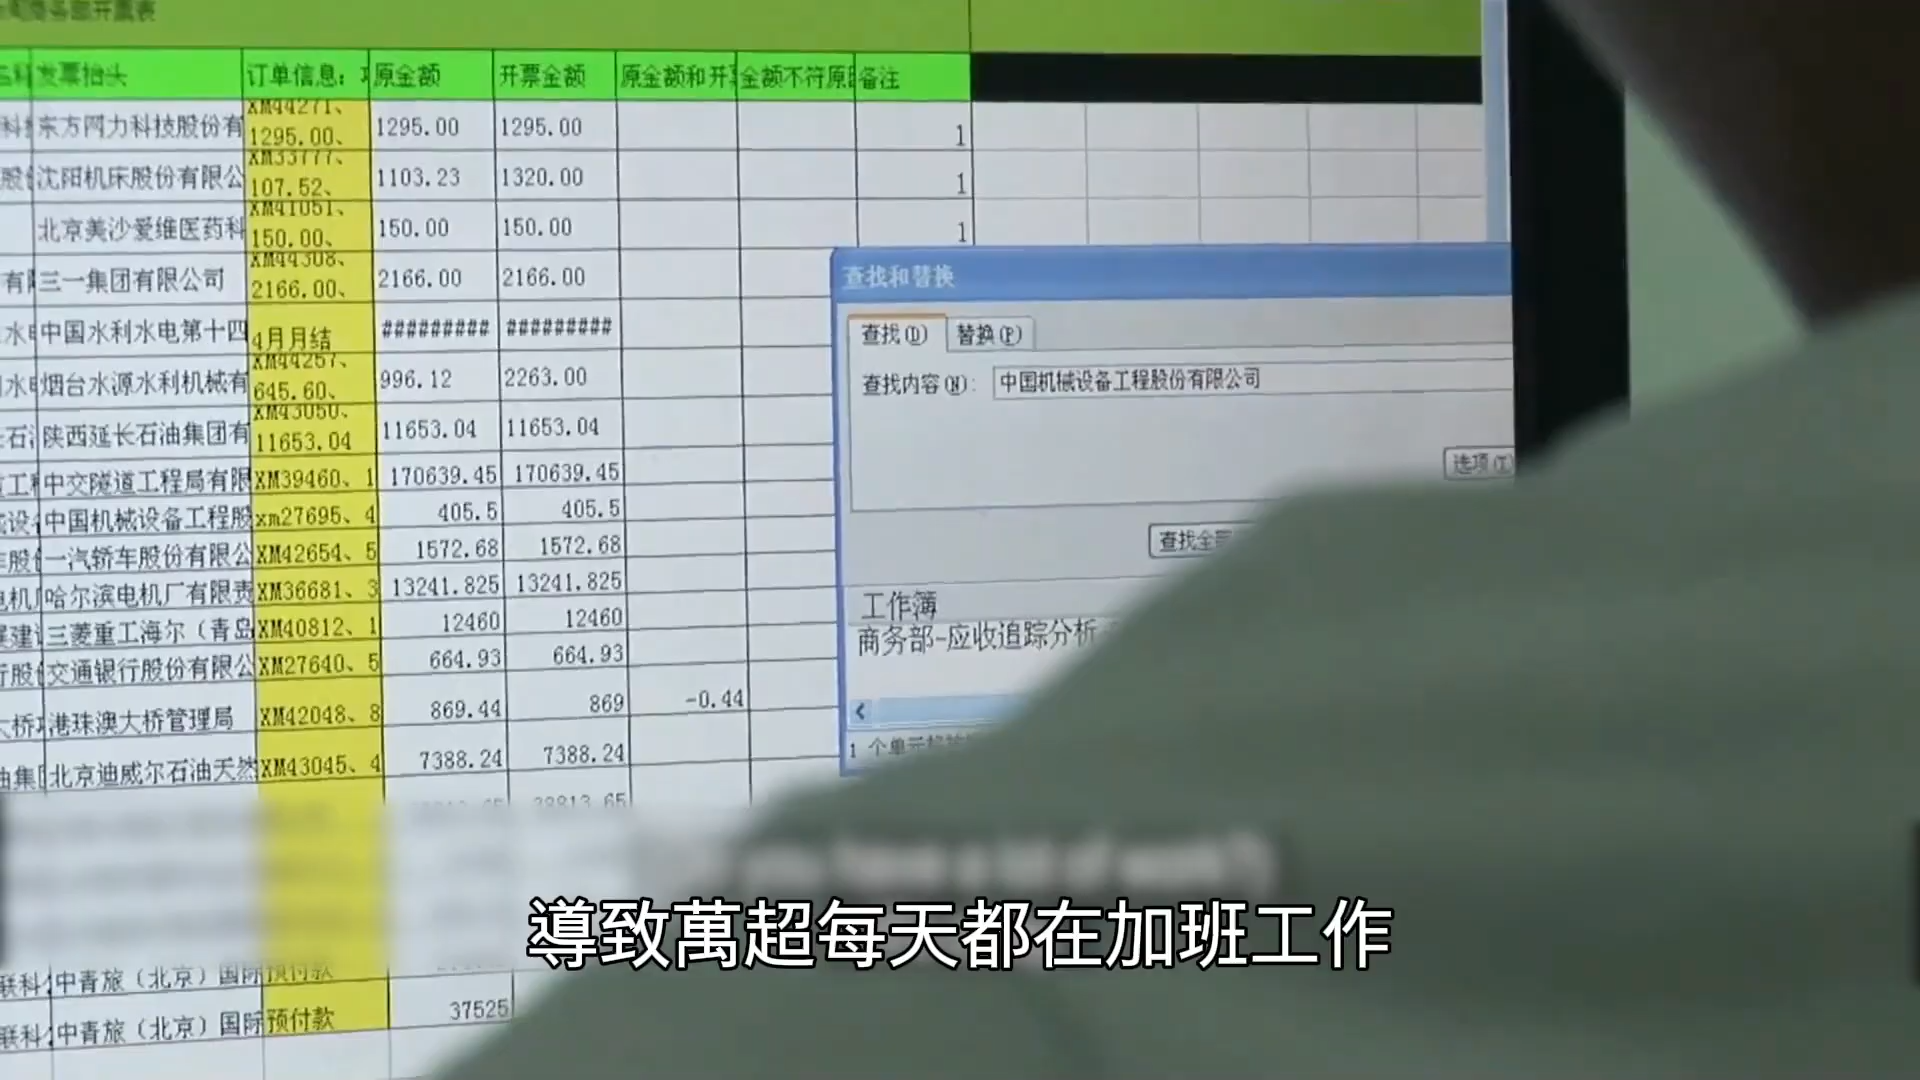 发票抬头 订单信息： 原金额 开票金额 原金额和开 金额不符原 备注
XM44271、
东方网力科技股份有 1295.00、 1295.00 1295.00 1
XM33777、
沈阳机床股份有限公 107.52、 1103.23 1320.00 1
XM41051、
北京美沙爱维医药科 150.00、 150.00 150.00 1
XM44308、
三一集团有限公司 2166.00、 2166.00 2166.00
中国水利水电第十四 4月月结 ######### #########
XM44257、
烟台水源水利机械有 645.60、 996.12 2263.00
XM43050、
陕西延长石油集团有 11653.04 11653.04 11653.04
中交隧道工程局有限 XM39460、1 170639.45 170639.45
中国机械设备工程股 xm27695、4 405.5 405.5
一汽轿车股份有限公 XM42654、5 1572.68 1572.68
哈尔滨电机厂有限责 XM36681、3 13241.825 13241.825
三菱重工海尔（青岛 XM40812、1 12460 12460
交通银行股份有限公 XM27640、5 664.93 664.93
港珠澳大桥管理局 XM42048、8 869.44 869 -0.44
北京迪威尔石油天然 XM43045、4 7388.24 7388.24
中青旅（北京）国际 预付款
中青旅（北京）国际 预付款 37525
查找和替换
查找(D) 替换(P)
查找内容(N)： 中国机械设备工程股份有限公司
选项(T)
查找全
工作簿
商务部-应收追踪分析
導致萬超每天都在加班工作